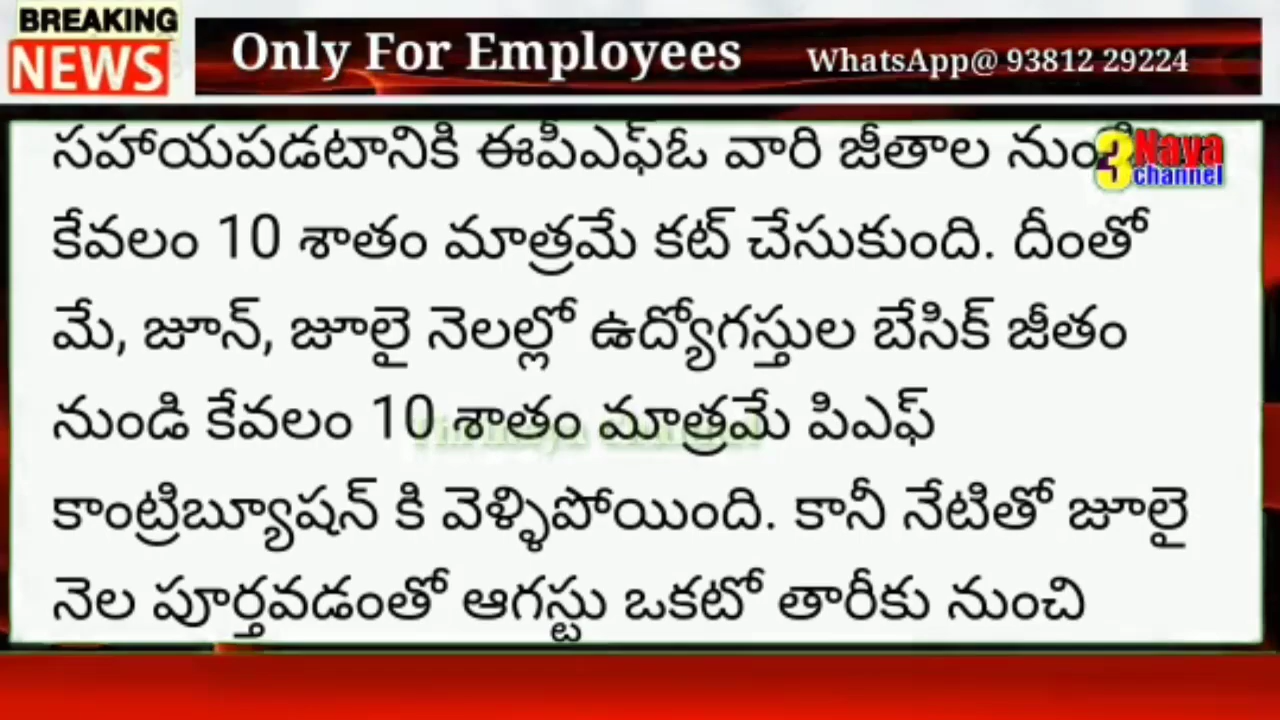 BREAKING
NEWS
Only For Employees
WhatsApp@ 93812 29224
3 Naya
channel
సహాయపడటానికి ఈపీఎఫ్ఓ వారి జీతాల నుండి
కేవలం 10 శాతం మాత్రమే కట్ చేసుకుంది. దీంతో
మే, జూన్, జూలై నెలల్లో ఉద్యోగస్తుల బేసిక్ జీతం
నుండి కేవలం 10 శాతం మాత్రమే పిఎఫ్
కాంట్రిబ్యూషన్ కి వెళ్ళిపోయింది. కానీ నేటితో జూలై
నెల పూర్తవడంతో ఆగస్టు ఒకటో తారీకు నుంచి